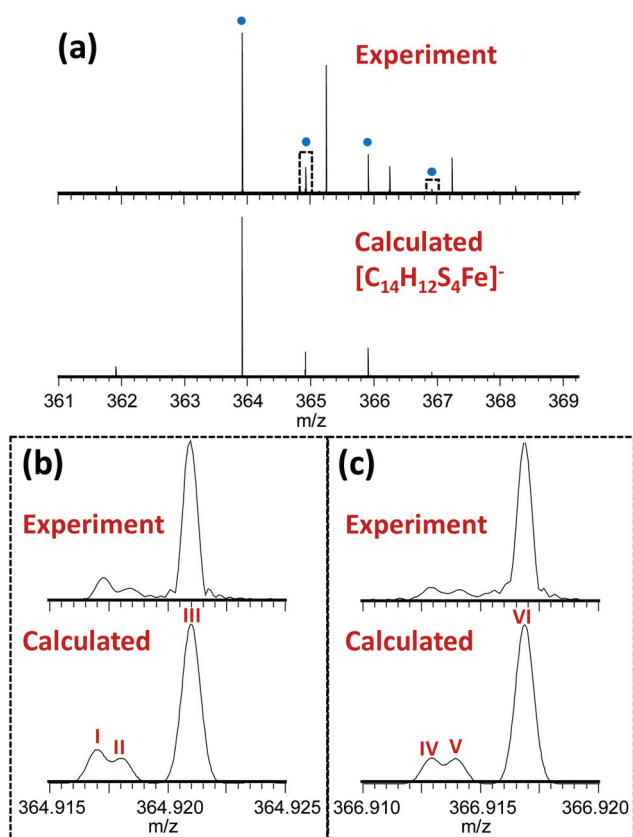 (a)
Experiment
Calculated
[C₁₄H₁₂S₄Fe]⁻
361 362 363 364 365 366 367 368 369
m/z
(b)
Experiment
III
Calculated
I
II
364.915 364.920 364.925
m/z
(c)
Experiment
VI
Calculated
IV V
366.910 366.915 366.920
m/z